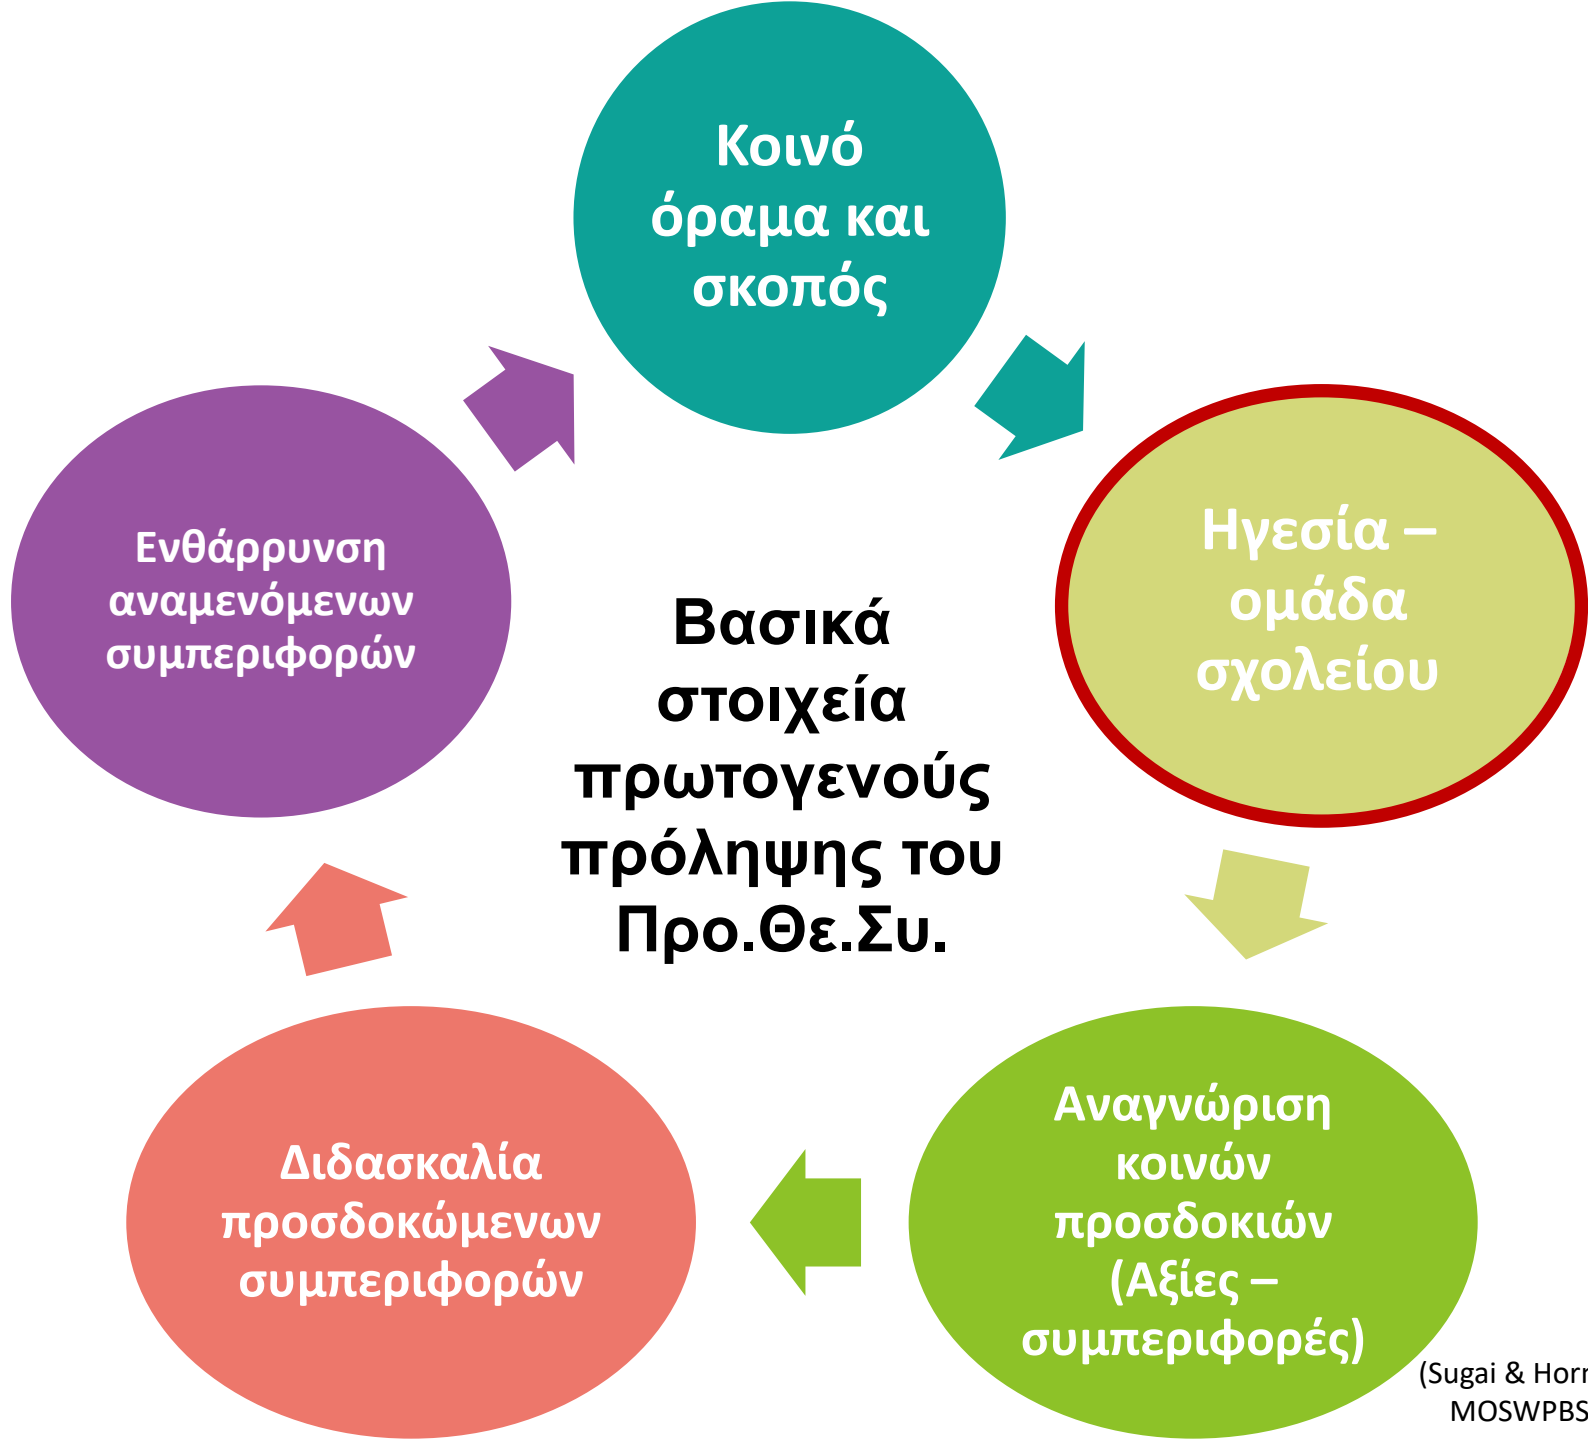 Κοινό
όραμα και
σκοπός
Ηγεσία –
ομάδα
σχολείου
Αναγνώριση
κοινών
προσδοκιών
(Αξίες –
συμπεριφορές)
Διδασκαλία
προσδοκώμενων
συμπεριφορών
Ενθάρρυνση
αναμενόμενων
συμπεριφορών
Βασικά
στοιχεία
πρωτογενούς
πρόληψης του
Προ.Θε.Συ.
(Sugai &
MOSWPBS